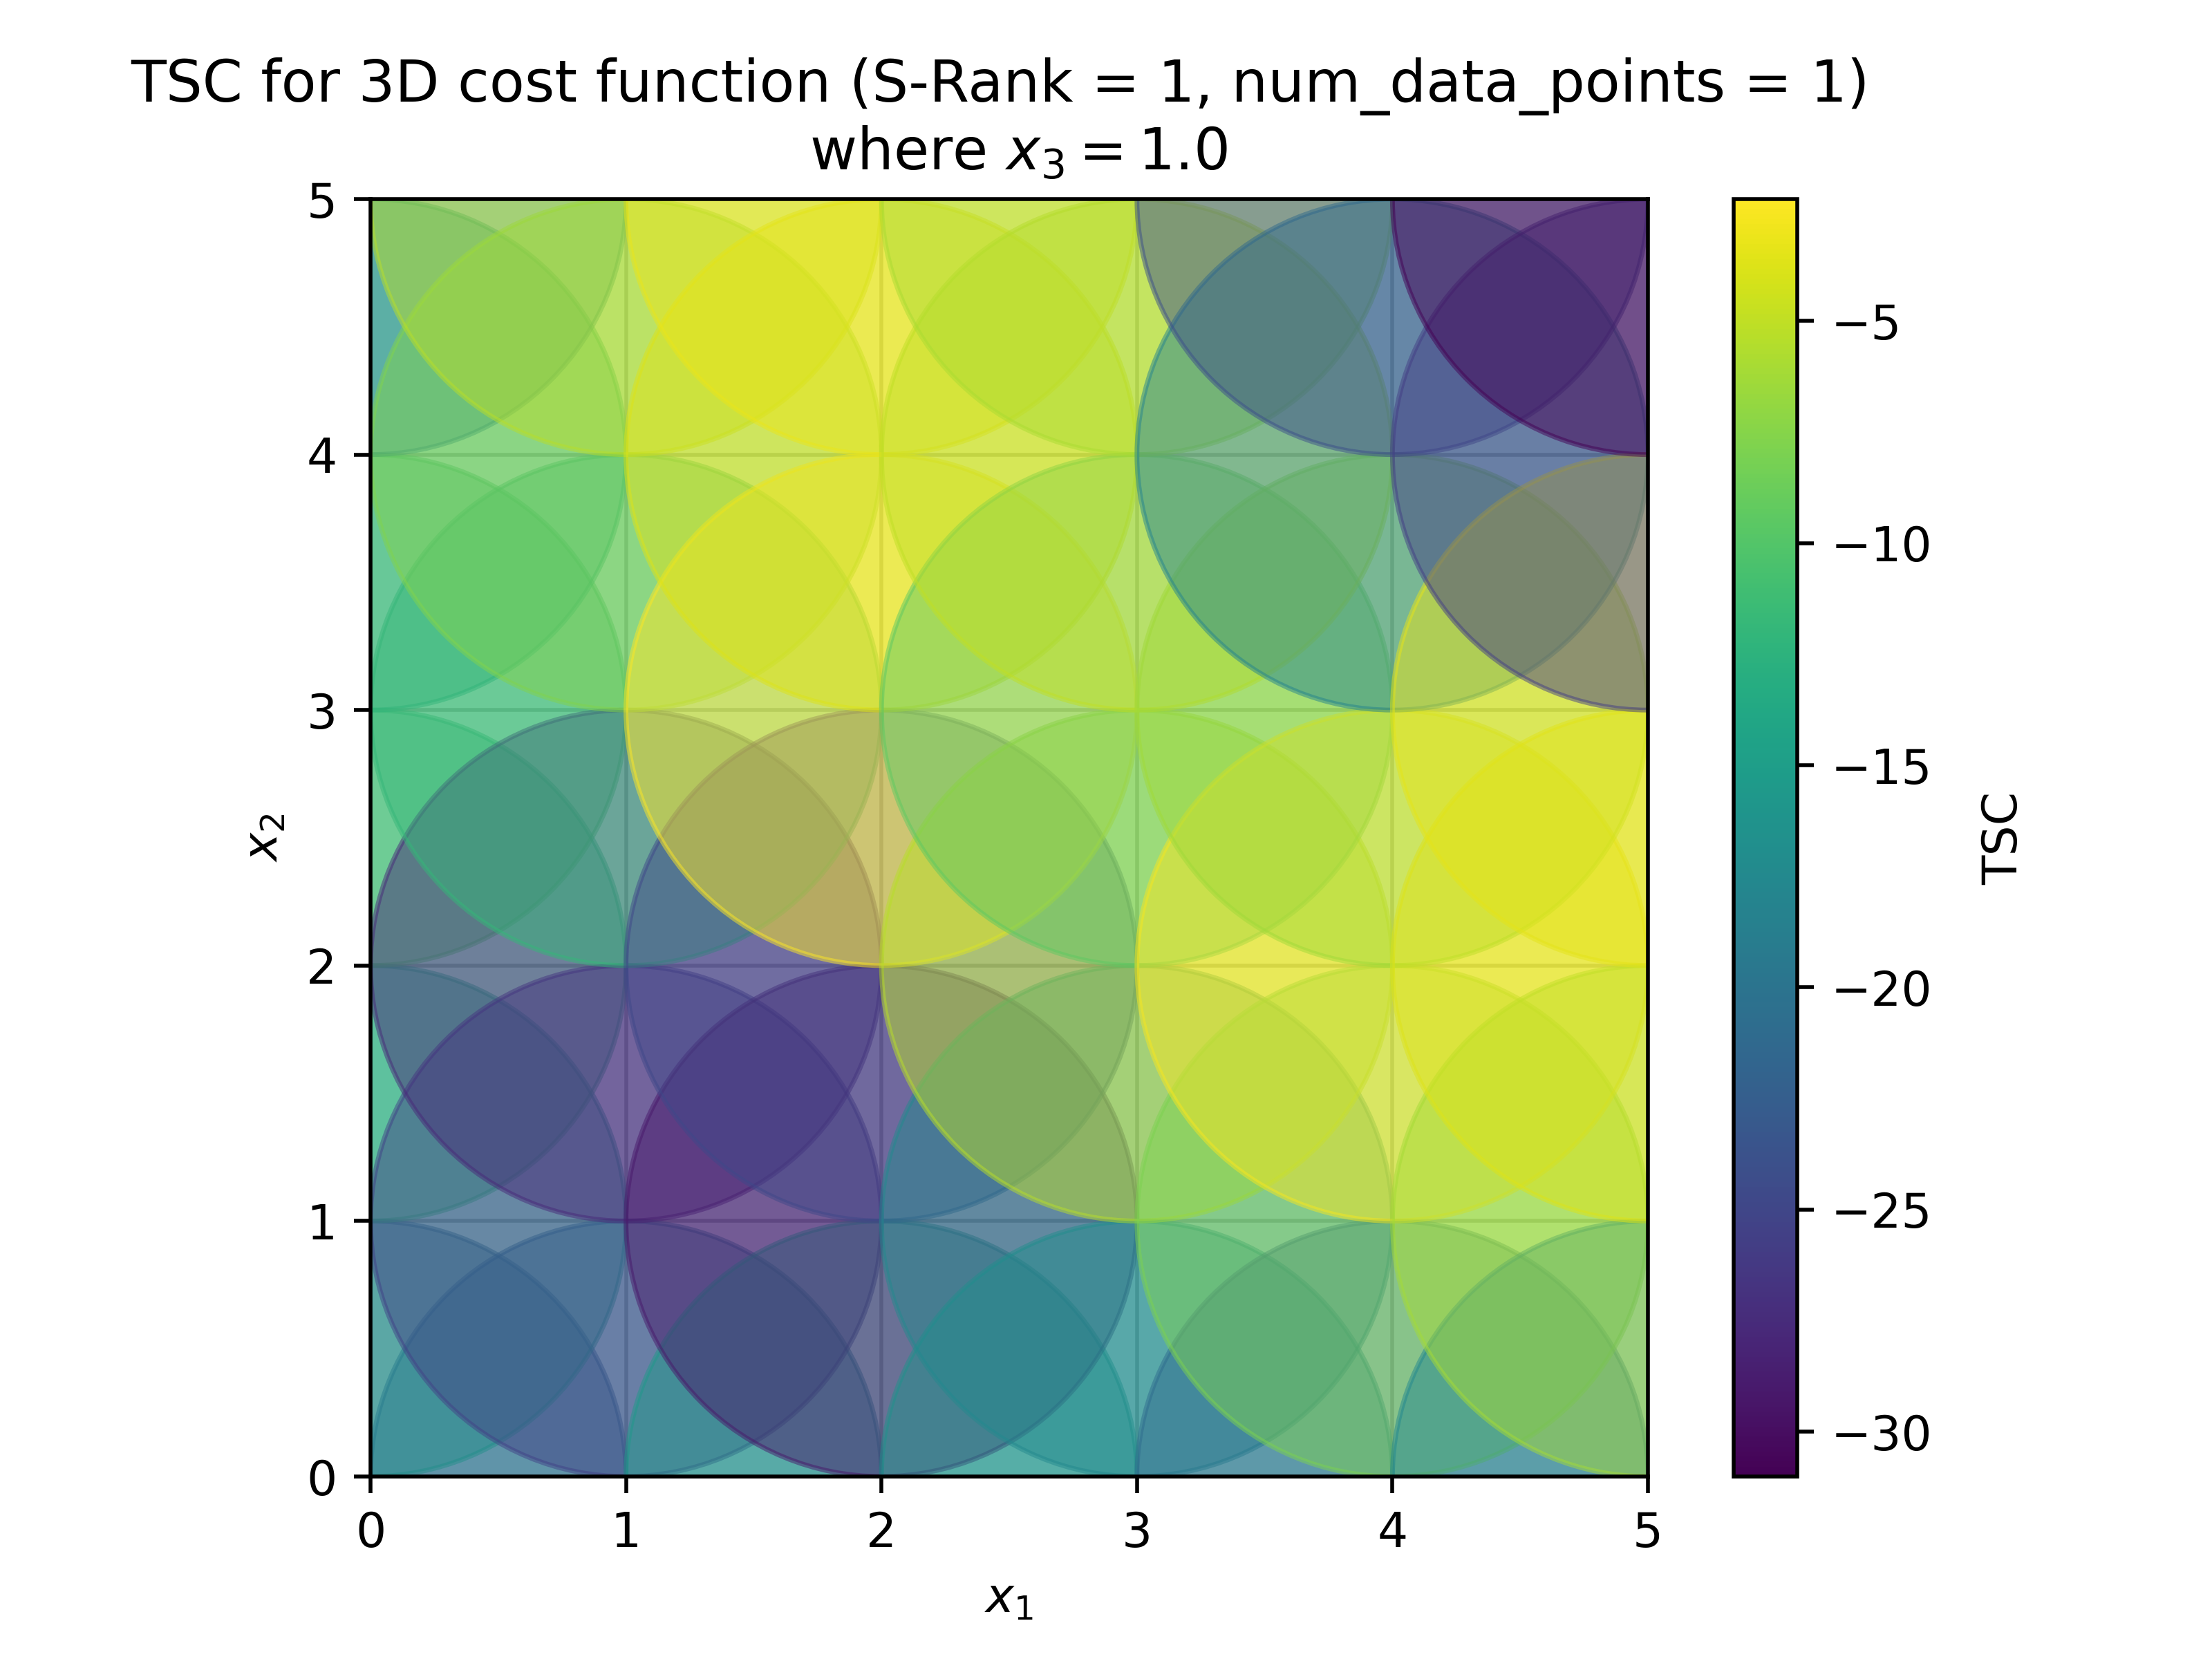 TSC for 3D cost function (S-Rank = 1, num_data_points = 1)
where x₃ = 1.0
5
4
3
2
1
0
x₂
0 1 2 3 4 5
x₁
−5
−10
−15
−20
−25
−30
TSC